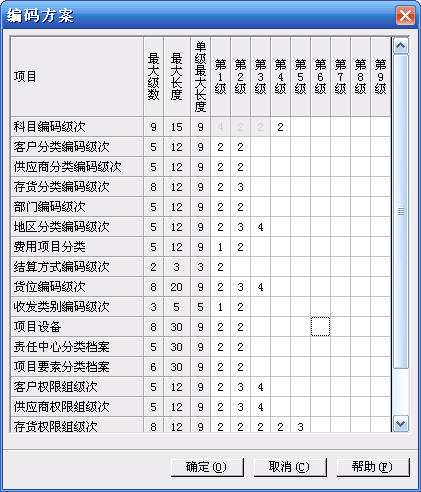 编码方案
项目 最大级数 最大长度 单级最大长度 第1级 第2级 第3级 第4级 第5级 第6级 第7级 第8级 第9级
科目编码级次 9 15 9 4 2 2 2
客户分类编码级次 5 12 9 2 2
供应商分类编码级次 5 12 9 2 2
存货分类编码级次 8 12 9 2 3
部门编码级次 5 12 9 2 2
地区分类编码级次 5 12 9 2 3 4
费用项目分类 5 12 9 1 2
结算方式编码级次 2 3 3 2
货位编码级次 8 20 9 2 3 4
收发类别编码级次 3 5 5 1 2
项目设备 8 30 9 2 2
责任中心分类档案 5 30 9 2 2
项目要素分类档案 6 30 9 2 2
客户权限组级次 5 12 9 2 3 4
供应商权限组级次 5 12 9 2 3 4
存货权限组级次 8 12 9 2 2 2 2 3
确定(O) 取消(C) 帮助(F)